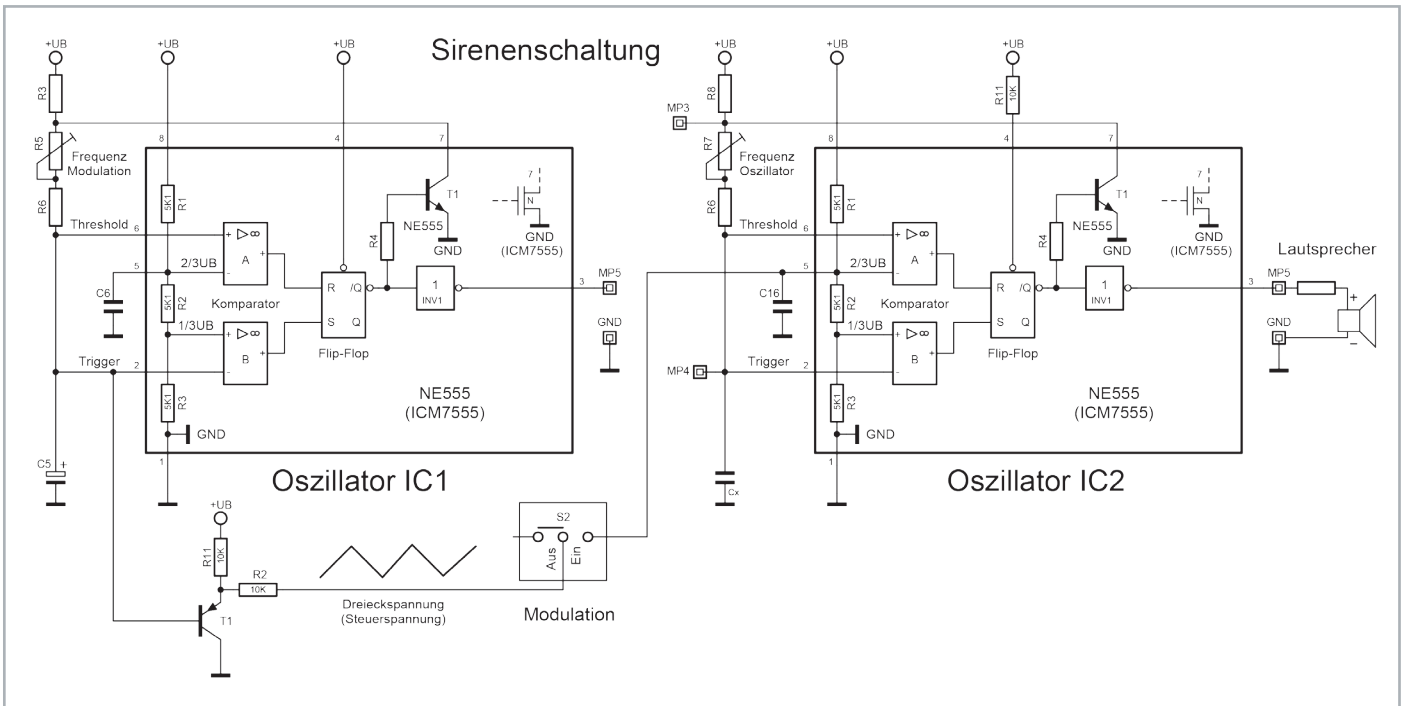 Sirenenschaltung
+UB
+UB
+UB
R3
R5
Frequenz
Modulation
R6
8
4
7
Threshold
6
5K1
R1
5
2/3UB
C6
5K1
R2
1/3UB
Trigger
2
5K1
R3
GND
1
+ ▷∞
A
-
+
Komparator
+ ▷∞
B
-
+
R /Q
S Q
Flip-Flop
R4
T1
NE555
GND
7
N
GND
(ICM7555)
1
INV1
3
MP5
GND
NE555
(ICM7555)
C5
+
Oszillator IC1
+UB
R11
10K
R2
10K
T1
Dreieckspannung
(Steuerspannung)
S2
Aus
Ein
Modulation
+UB
+UB
+UB
R8
MP3
R7
Frequenz
Oszillator
R6
R11
10K
8
4
7
Threshold
6
5K1
R1
5
2/3UB
C16
5K1
R2
1/3UB
MP4
Trigger
2
5K1
R3
GND
1
+ ▷∞
A
-
+
Komparator
+ ▷∞
B
-
+
R /Q
S Q
Flip-Flop
R4
T1
NE555
GND
7
N
GND
(ICM7555)
1
INV1
3
Lautsprecher
MP5
+
GND
–
NE555
(ICM7555)
Cx
Oszillator IC2